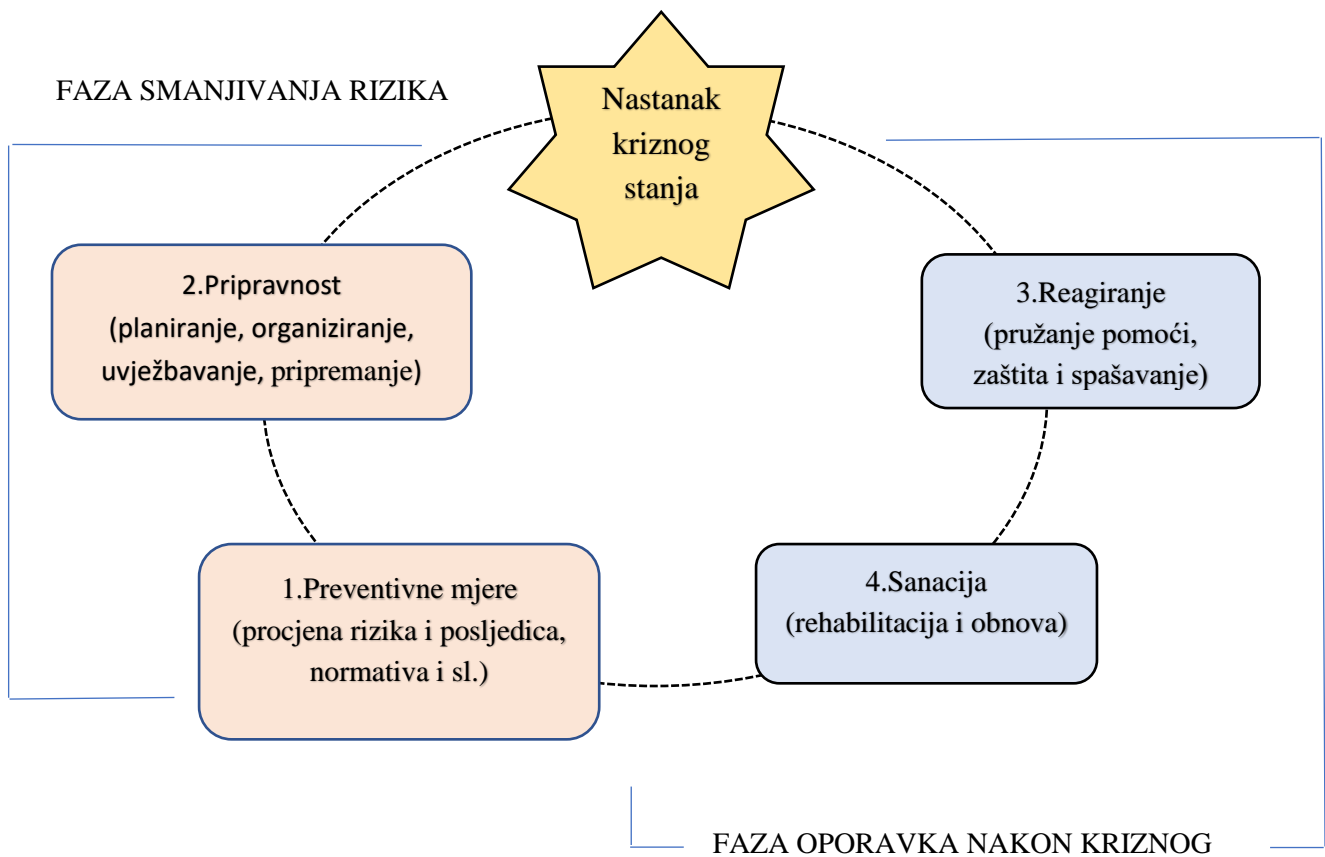 FAZA SMANJIVANJA RIZIKA
Nastanak
kriznog
stanja
2.Pripravnost
(planiranje, organiziranje,
uvježbavanje, pripremanje)
3.Reagiranje
(pružanje pomoći,
zaštita i spašavanje)
1.Preventivne mjere
(procjena rizika i posljedica,
normativa i sl.)
4.Sanacija
(rehabilitacija i obnova)
FAZA OPORAVKA NAKON KRIZNOG